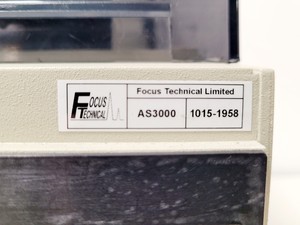 FOCUS
TECHNICAL
Focus Technical Limited
AS3000 1015-1958